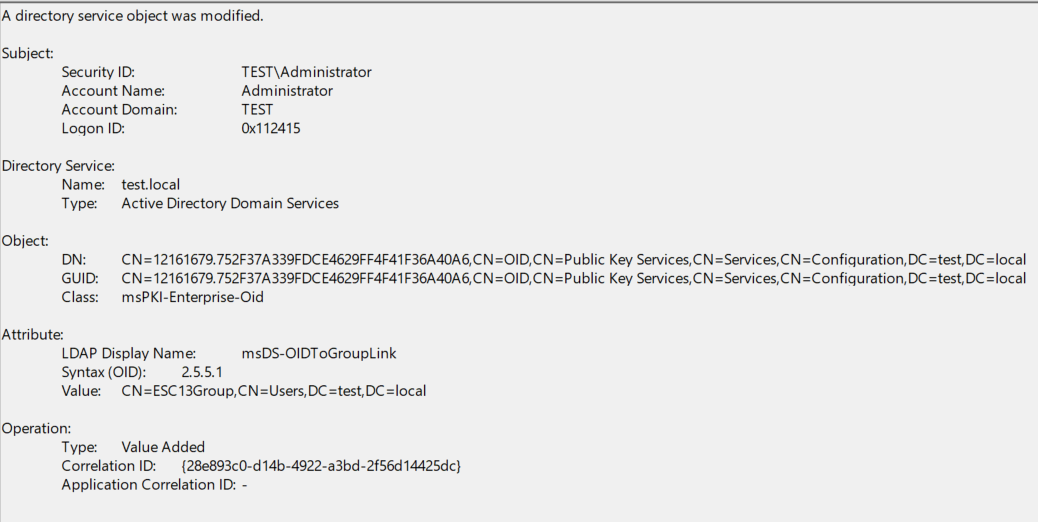 A directory service object was modified.
Subject:
Security ID: TEST\Administrator
Account Name: Administrator
Account Domain: TEST
Logon ID: 0x112415
Directory Service:
Name: test.local
Type: Active Directory Domain Services
Object:
DN: CN=12161679.752F37A339FDCE4629FF4F41F36A40A6,CN=OID,CN=Public Key Services,CN=Services,CN=Configuration,DC=test,DC=local
GUID: CN=12161679.752F37A339FDCE4629FF4F41F36A40A6,CN=OID,CN=Public Key Services,CN=Services,CN=Configuration,DC=test,DC=local
Class: msPKI-Enterprise-Oid
Attribute:
LDAP Display Name: msDS-OIDToGroupLink
Syntax (OID): 2.5.5.1
Value: CN=ESC13Group,CN=Users,DC=test,DC=local
Operation:
Type: Value Added
Correlation ID: {28e893c0-d14b-4922-a3bd-2f56d14425dc}
Application Correlation ID: -